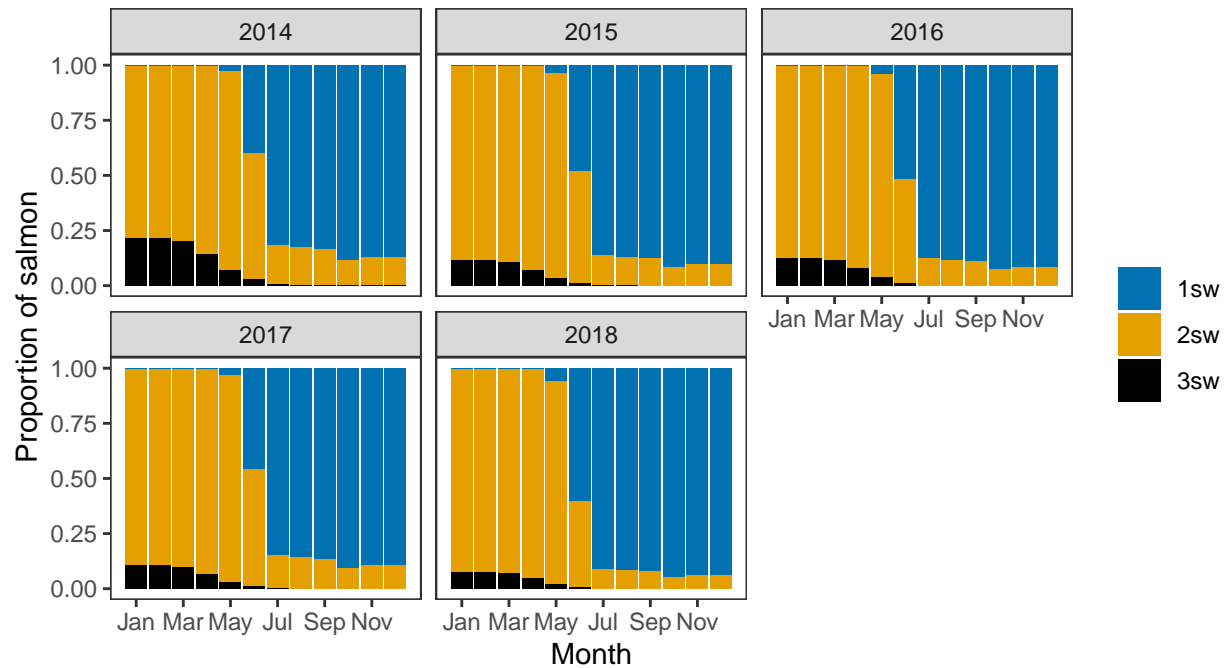 2014 2015 2016
1.00
0.75
0.50
0.25
0.00
Jan Mar May Jul Sep Nov
2017 2018
1.00
0.75
0.50
0.25
0.00
Jan Mar May Jul Sep Nov Jan Mar May Jul Sep Nov
Month
Proportion of salmon
1sw
2sw
3sw